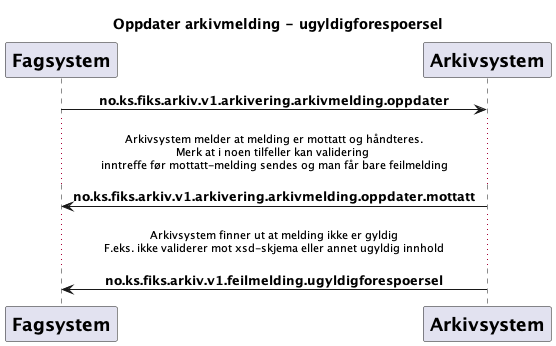 Oppdater arkivmelding - ugyldigforespoersel
Fagsystem
Arkivsystem
no.ks.fiks.arkiv.v1.arkivering.arkivmelding.oppdater
Arkivsystem melder at melding er mottatt og håndteres.
Merk at i noen tilfeller kan validering
inntreffe før mottatt-melding sendes og man får bare feilmelding
no.ks.fiks.arkiv.v1.arkivering.arkivmelding.oppdater.mottatt
Arkivsystem finner ut at melding ikke er gyldig
F.eks. ikke validerer mot xsd-skjema eller annet ugyldig innhold
no.ks.fiks.arkiv.v1.feilmelding.ugyldigforespoersel
Fagsystem
Arkivsystem